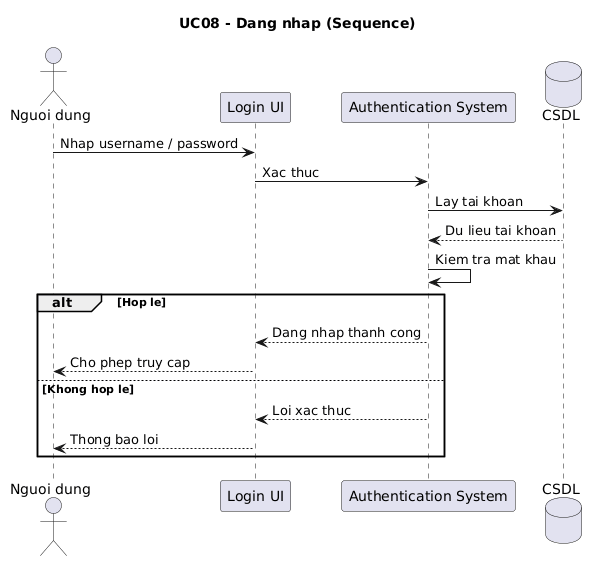 UC08 - Dang nhap (Sequence)
Nguoi dung
Login UI
Authentication System
CSDL
Nhap username / password
Xac thuc
Lay tai khoan
Du lieu tai khoan
Kiem tra mat khau
alt [Hop le]
Dang nhap thanh cong
Cho phep truy cap
[Khong hop le]
Loi xac thuc
Thong bao loi
Nguoi dung
Login UI
Authentication System
CSDL